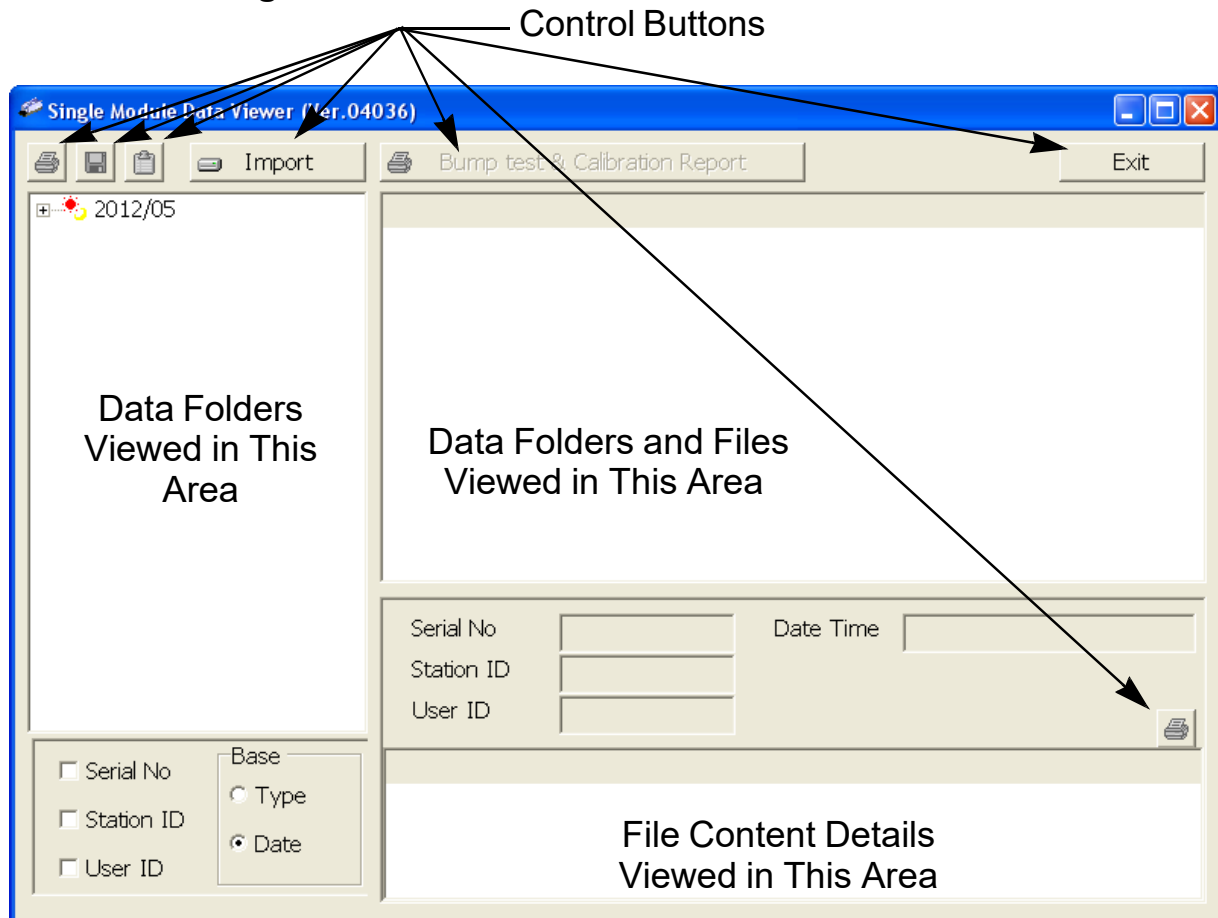 Control Buttons
Single Module Data Viewer (Ver.04036)
Import
Bump test & Calibration Report
Exit
2012/05
Data Folders
Viewed in This
Area
Data Folders and Files
Viewed in This Area
Serial No
Date Time
Station ID
User ID
Serial No
Station ID
User ID
Base
Type
Date
File Content Details
Viewed in This Area